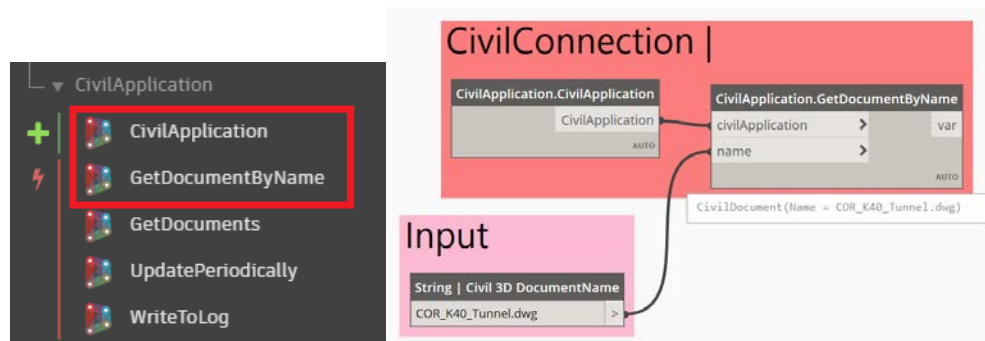 CivilApplication
CivilApplication
GetDocumentByName
GetDocuments
UpdatePeriodically
WriteToLog
CivilConnection |
CivilApplication.CivilApplication
CivilApplication
AUTO
CivilApplication.GetDocumentByName
civilApplication > var
name >
AUTO
CivilDocument(Name = COR_K40_Tunnel.dwg)
Input
String | Civil 3D DocumentName
COR_K40_Tunnel.dwg >